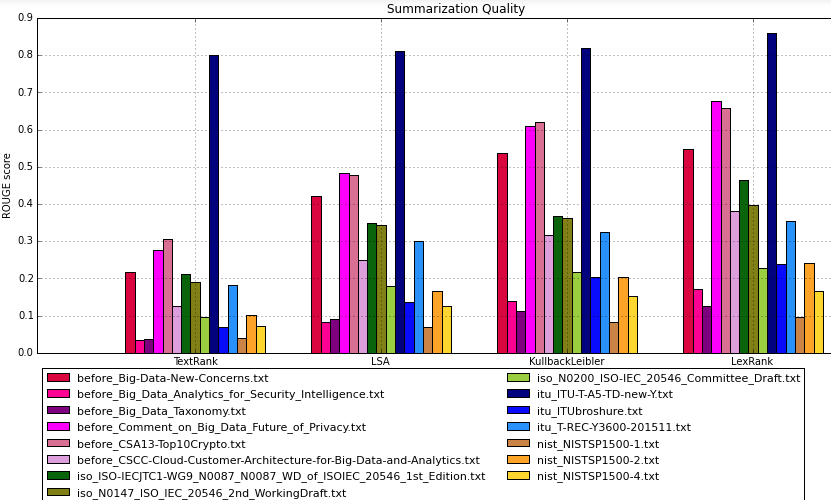 Summarization Quality
0.9
0.8
0.7
0.6
0.5
0.4
0.3
0.2
0.1
0.0
ROUGE score
TextRank
LSA
KullbackLeibler
LexRank
before_Big-Data-New-Concerns.txt
before_Big_Data_Analytics_for_Security_Intelligence.txt
before_Big_Data_Taxonomy.txt
before_Comment_on_Big_Data_Future_of_Privacy.txt
before_CSA13-Top10Crypto.txt
before_CSCC-Cloud-Customer-Architecture-for-Big-Data-and-Analytics.txt
iso_ISO-IECJTC1-WG9_N0087_N0087_WD_of_ISOIEC_20546_1st_Edition.txt
iso_N0147_ISO_IEC_20546_2nd_WorkingDraft.txt
iso_N0200_ISO-IEC_20546_Committee_Draft.txt
itu_ITU-T-A5-TD-new-Y.txt
itu_ITUbroshure.txt
itu_T-REC-Y3600-201511.txt
nist_NISTSP1500-1.txt
nist_NISTSP1500-2.txt
nist_NISTSP1500-4.txt